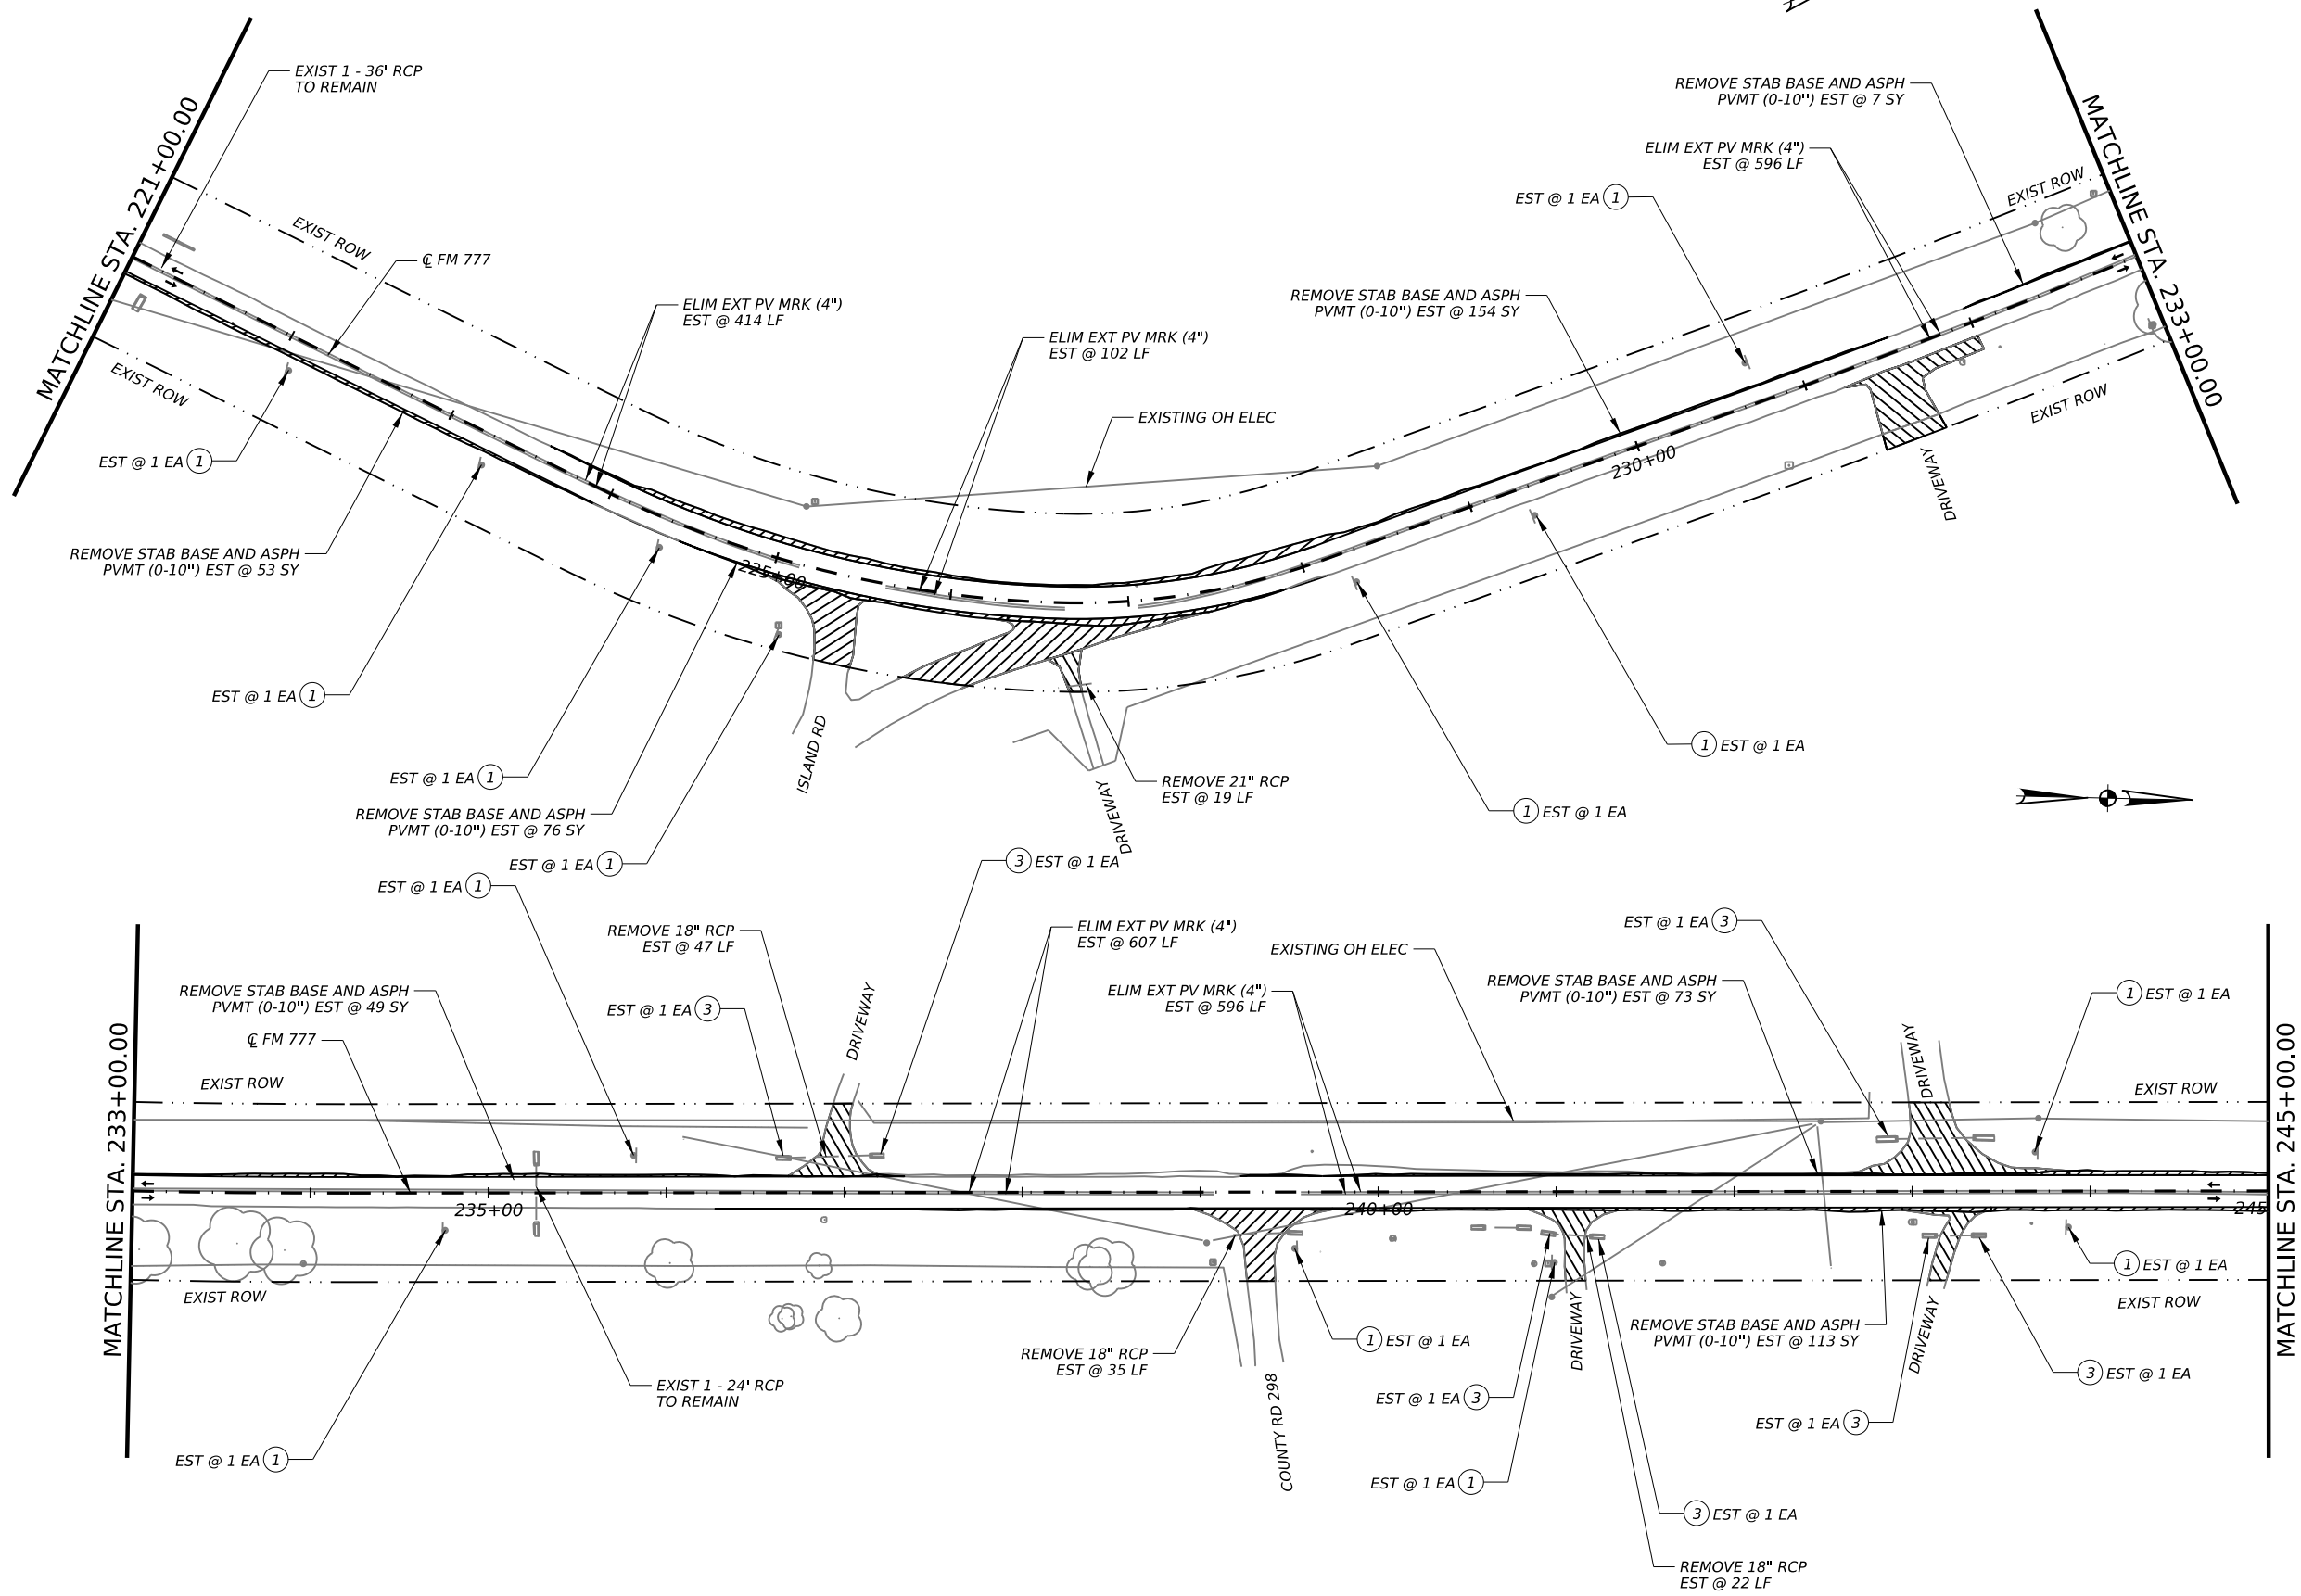 EXIST 1 - 36' RCP
TO REMAIN
MATCHLINE STA. 221+00.00
EXIST ROW
℄ FM 777
EXIST ROW
ELIM EXT PV MRK (4")
EST @ 414 LF
ELIM EXT PV MRK (4")
EST @ 102 LF
EXISTING OH ELEC
REMOVE STAB BASE AND ASPH
PVMT (0-10") EST @ 154 SY
EST @ 1 EA 1
ELIM EXT PV MRK (4")
EST @ 596 LF
REMOVE STAB BASE AND ASPH
PVMT (0-10") EST @ 7 SY
EXIST ROW
MATCHLINE STA. 233+00.00
EXIST ROW
230+00
DRIVEWAY
EST @ 1 EA 1
REMOVE STAB BASE AND ASPH
PVMT (0-10") EST @ 53 SY
225+00
EST @ 1 EA 1
EST @ 1 EA 1
REMOVE STAB BASE AND ASPH
PVMT (0-10") EST @ 76 SY
EST @ 1 EA 1
ISLAND RD
DRIVEWAY
REMOVE 21" RCP
EST @ 19 LF
1 EST @ 1 EA
1 EST @ 1 EA
EST @ 1 EA 1
3 EST @ 1 EA
REMOVE 18" RCP
EST @ 47 LF
ELIM EXT PV MRK (4")
EST @ 607 LF
EXISTING OH ELEC
EST @ 1 EA 3
REMOVE STAB BASE AND ASPH
PVMT (0-10") EST @ 49 SY
EST @ 1 EA 3
DRIVEWAY
ELIM EXT PV MRK (4")
EST @ 596 LF
REMOVE STAB BASE AND ASPH
PVMT (0-10") EST @ 73 SY
1 EST @ 1 EA
℄ FM 777
DRIVEWAY
EXIST ROW
EXIST ROW
MATCHLINE STA. 233+00.00
MATCHLINE STA. 245+00.00
235+00
240+00
245
EXIST ROW
EXIST ROW
1 EST @ 1 EA
REMOVE STAB BASE AND ASPH
PVMT (0-10") EST @ 113 SY
1 EST @ 1 EA
REMOVE 18" RCP
EST @ 35 LF
DRIVEWAY
DRIVEWAY
3 EST @ 1 EA
EXIST 1 - 24' RCP
TO REMAIN
COUNTY RD 298
EST @ 1 EA 3
EST @ 1 EA 3
EST @ 1 EA 1
EST @ 1 EA 1
3 EST @ 1 EA
REMOVE 18" RCP
EST @ 22 LF